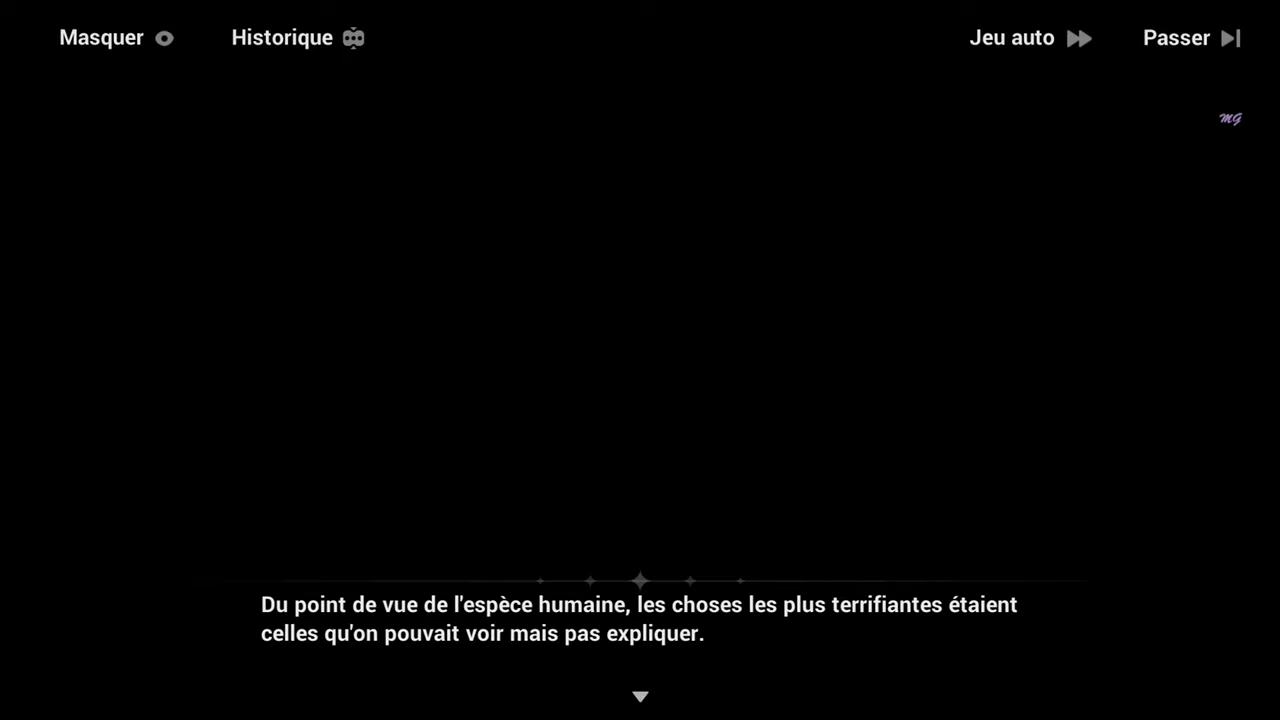 Masquer
Historique
Jeu auto
Passer
MG
Du point de vue de l'espèce humaine, les choses les plus terrifiantes étaient
celles qu'on pouvait voir mais pas expliquer.